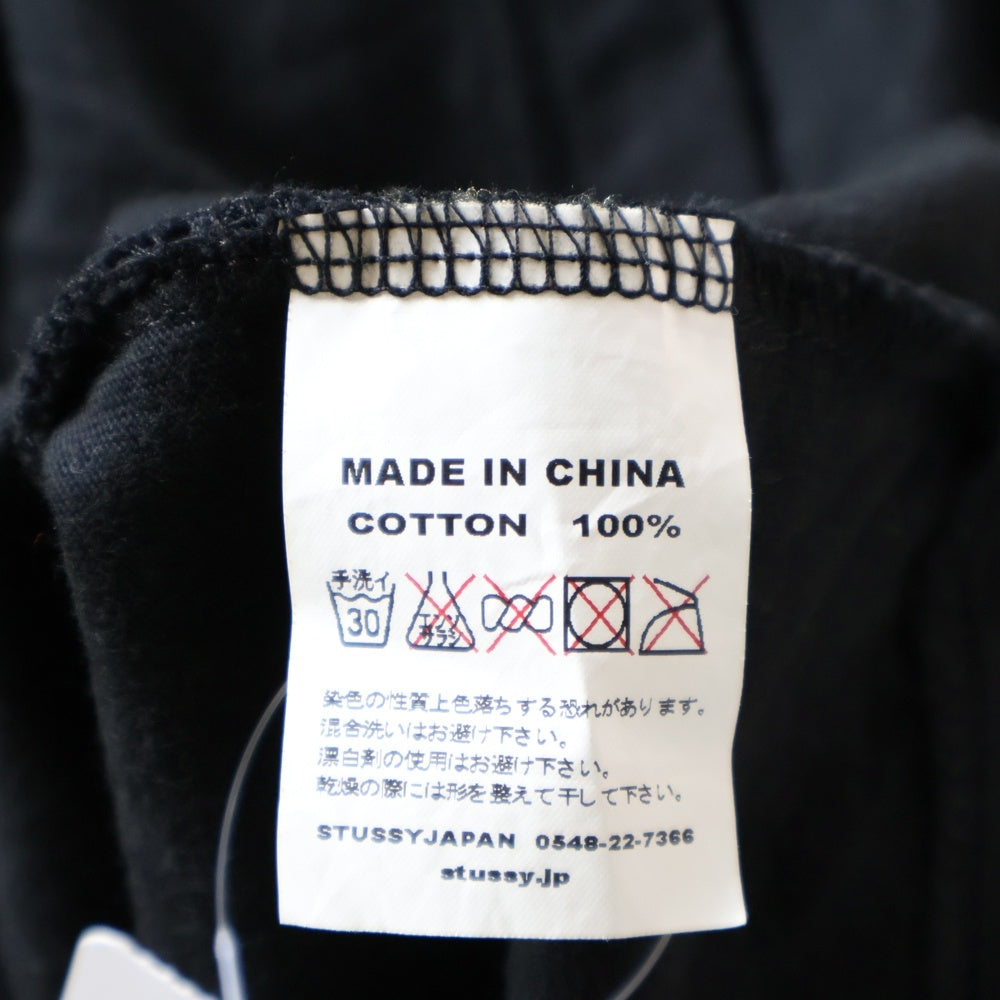 MADE IN CHINA
COTTON 100%
手洗イ
30
エンソ
サラシ
染色の性質上色落ちする恐れがあります。
混合洗いはお避け下さい。
漂白剤の使用はお避け下さい。
乾燥の際には形を整えて干して下さい。
STUSSYJAPAN 0548-22-7366
stussy.jp